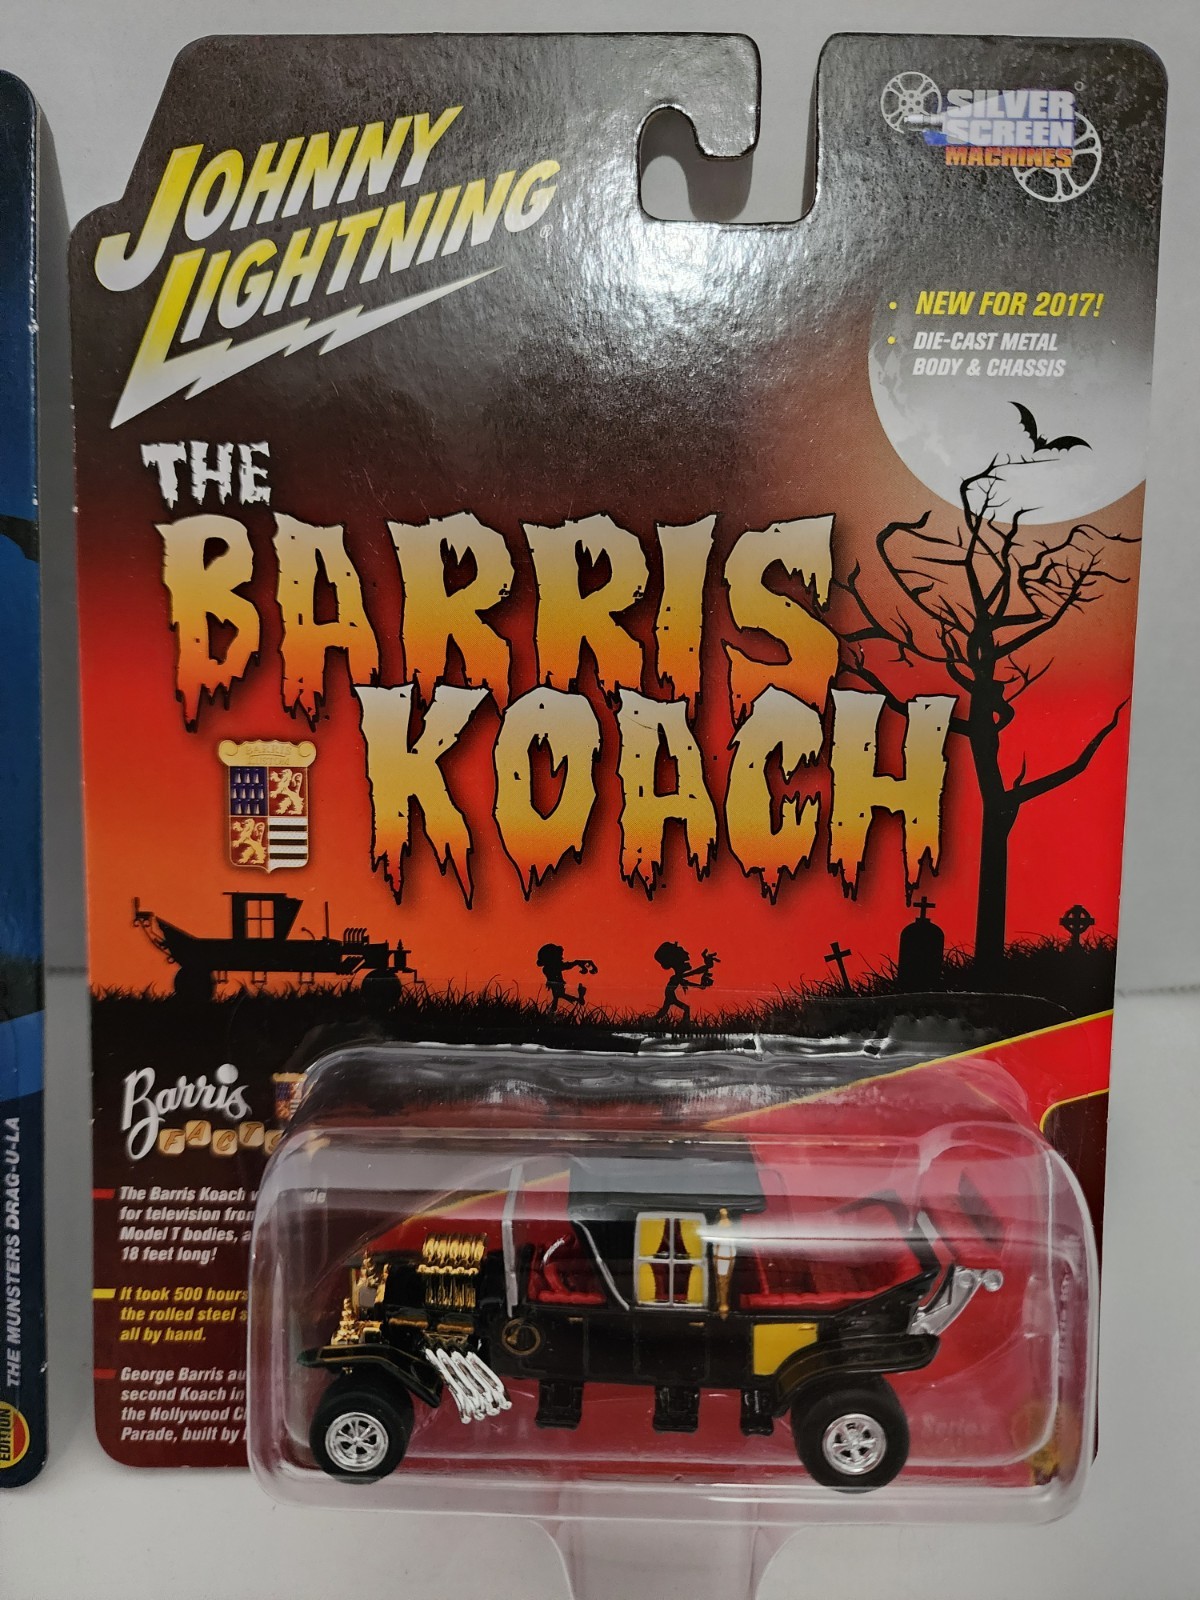 JOHNNY
LIGHTNING
SILVER
SCREEN
MACHINES
• NEW FOR 2017!
• DIE-CAST METAL
BODY & CHASSIS
THE
BARRIS
KOACH
BARRIS
Barris
The Barris Koach
for television from
Model T bodies,
18 feet long!
It took 500 hours
the rolled steel
all by hand.
George Barris
second Koach in
the Hollywood
Parade, built by
THE MUNSTERS DRAG-U-LA
EDITION